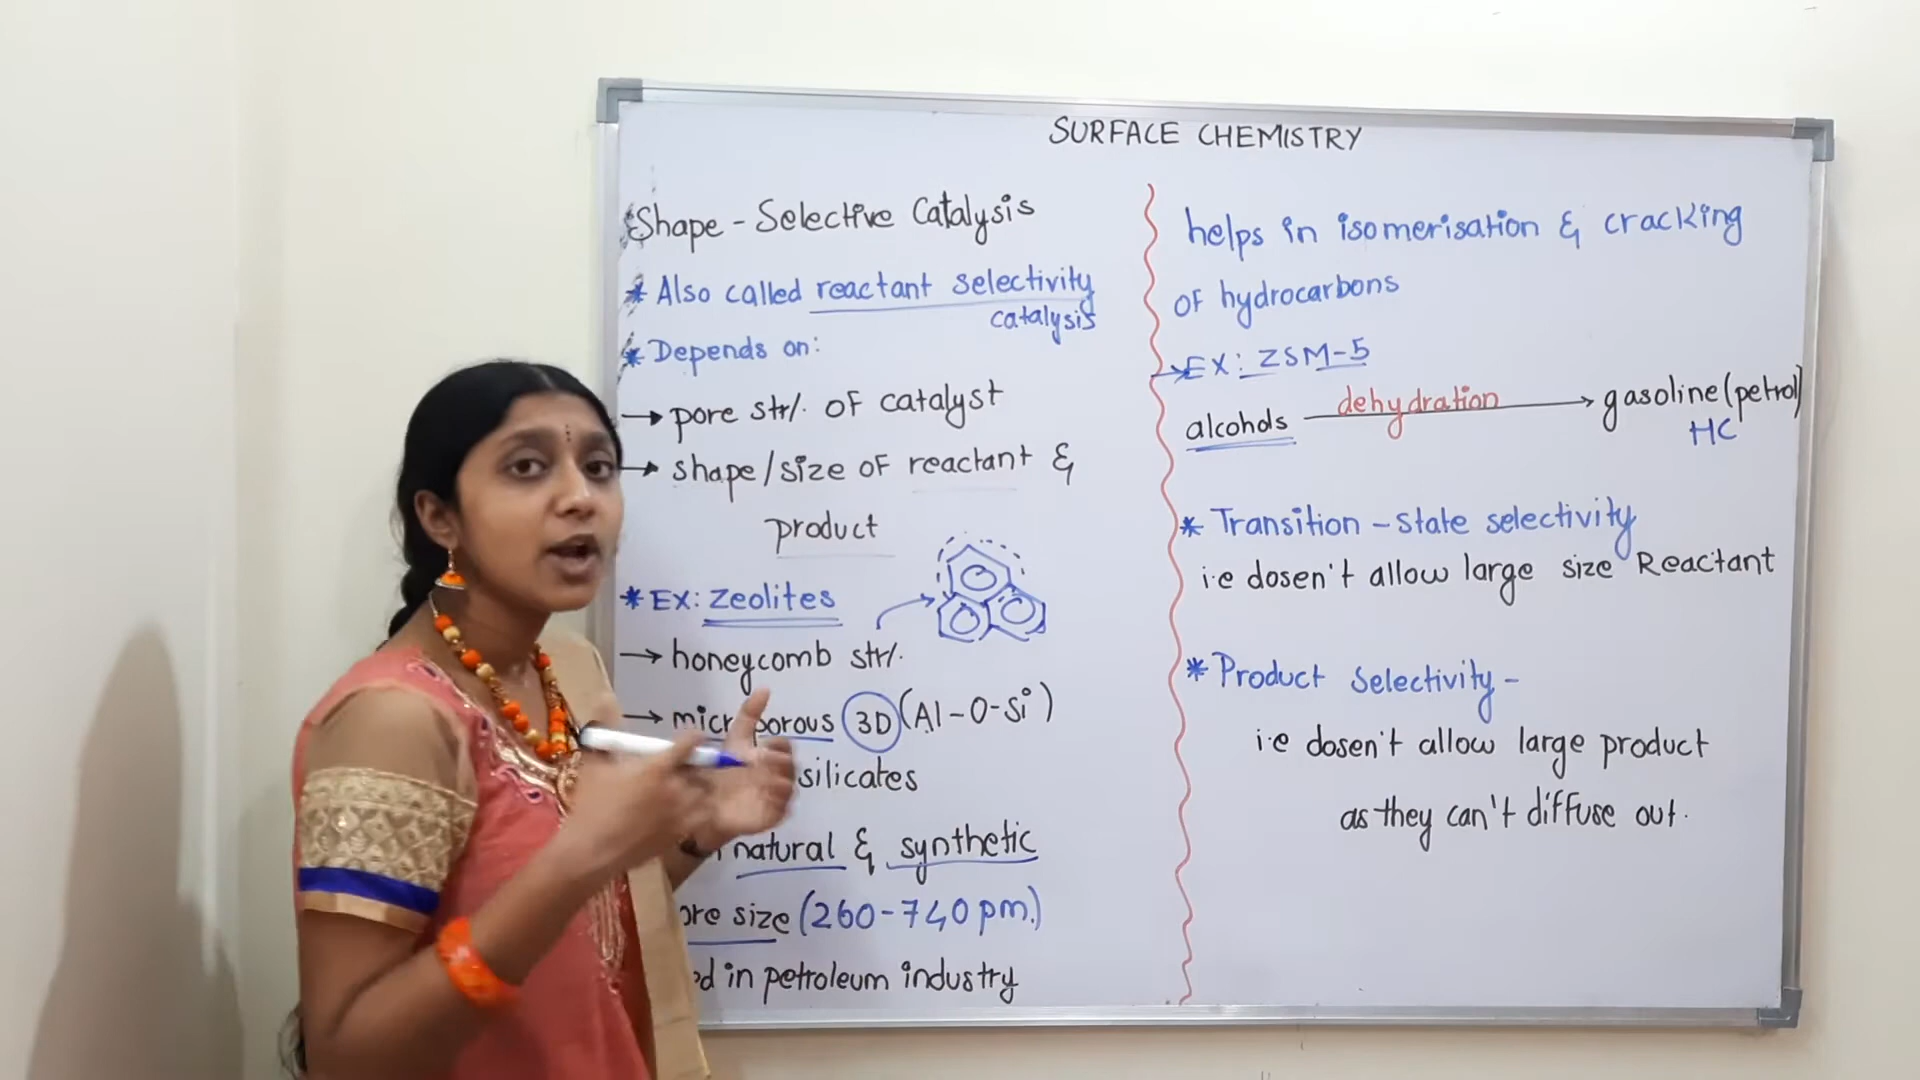 SURFACE CHEMISTRY
Shape - Selective Catalysis
* Also called reactant selectivity
catalysis
* Depends on:
→ pore str/. of catalyst
→ shape/size of reactant &
product
* EX: Zeolites
→ honeycomb str/.
→ microporous 3D (Al-O-Si)
silicates
natural & synthetic
size (260-740 pm.)
in petroleum industry
helps in isomerisation & cracking
of hydrocarbons
→ EX: ZSM-5
alcohols dehydration → gasoline (petrol)
HC
* Transition - state selectivity
i.e dosen't allow large size Reactant
* Product Selectivity -
i.e dosen't allow large product
as they can't diffuse out.